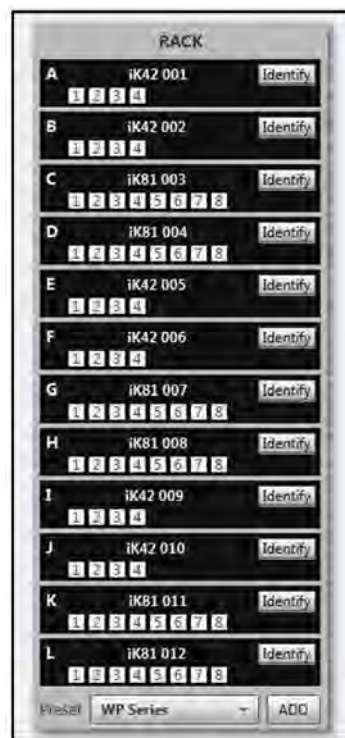 RACK
A iK42 001 Identify
1 2 3 4
B iK42 002 Identify
1 2 3 4
C iK81 003 Identify
1 2 3 4 5 6 7 8
D iK81 004 Identify
1 2 3 4 5 6 7 8
E iK42 005 Identify
1 2 3 4
F iK42 006 Identify
1 2 3 4
G iK81 007 Identify
1 2 3 4 5 6 7 8
H iK81 008 Identify
1 2 3 4 5 6 7 8
I iK42 009 Identify
1 2 3 4
J iK42 010 Identify
1 2 3 4
K iK81 011 Identify
1 2 3 4 5 6 7 8
L iK81 012 Identify
1 2 3 4 5 6 7 8
Preset WP Series ADD